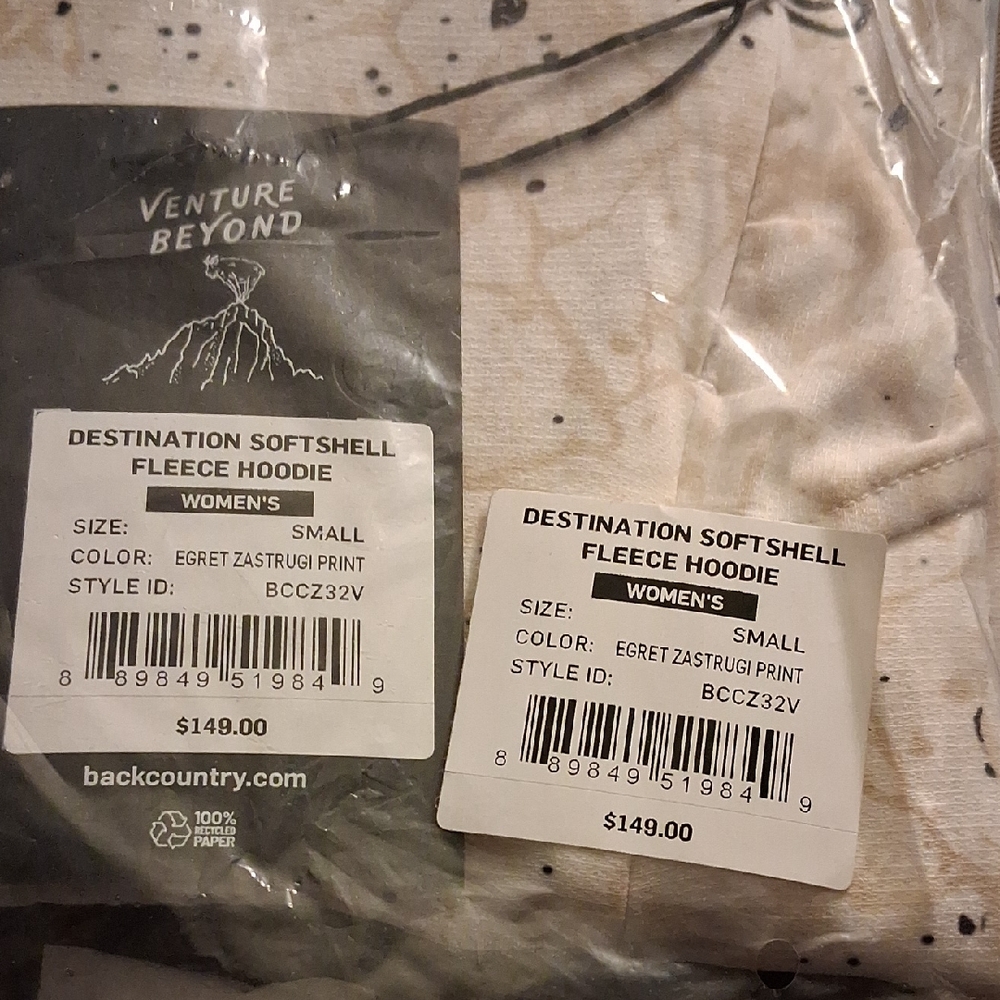 VENTURE
BEYOND
DESTINATION SOFTSHELL
FLEECE HOODIE
WOMEN'S
SIZE: SMALL
COLOR: EGRET ZASTRUGI PRINT
STYLE ID: BCCZ32V
8 89849 51984 9
$149.00
backcountry.com
100%
RECYCLED
PAPER
DESTINATION SOFTSHELL
FLEECE HOODIE
WOMEN'S
SIZE: SMALL
COLOR: EGRET ZASTRUGI PRINT
STYLE ID: BCCZ32V
8 89849 51984 9
$149.00